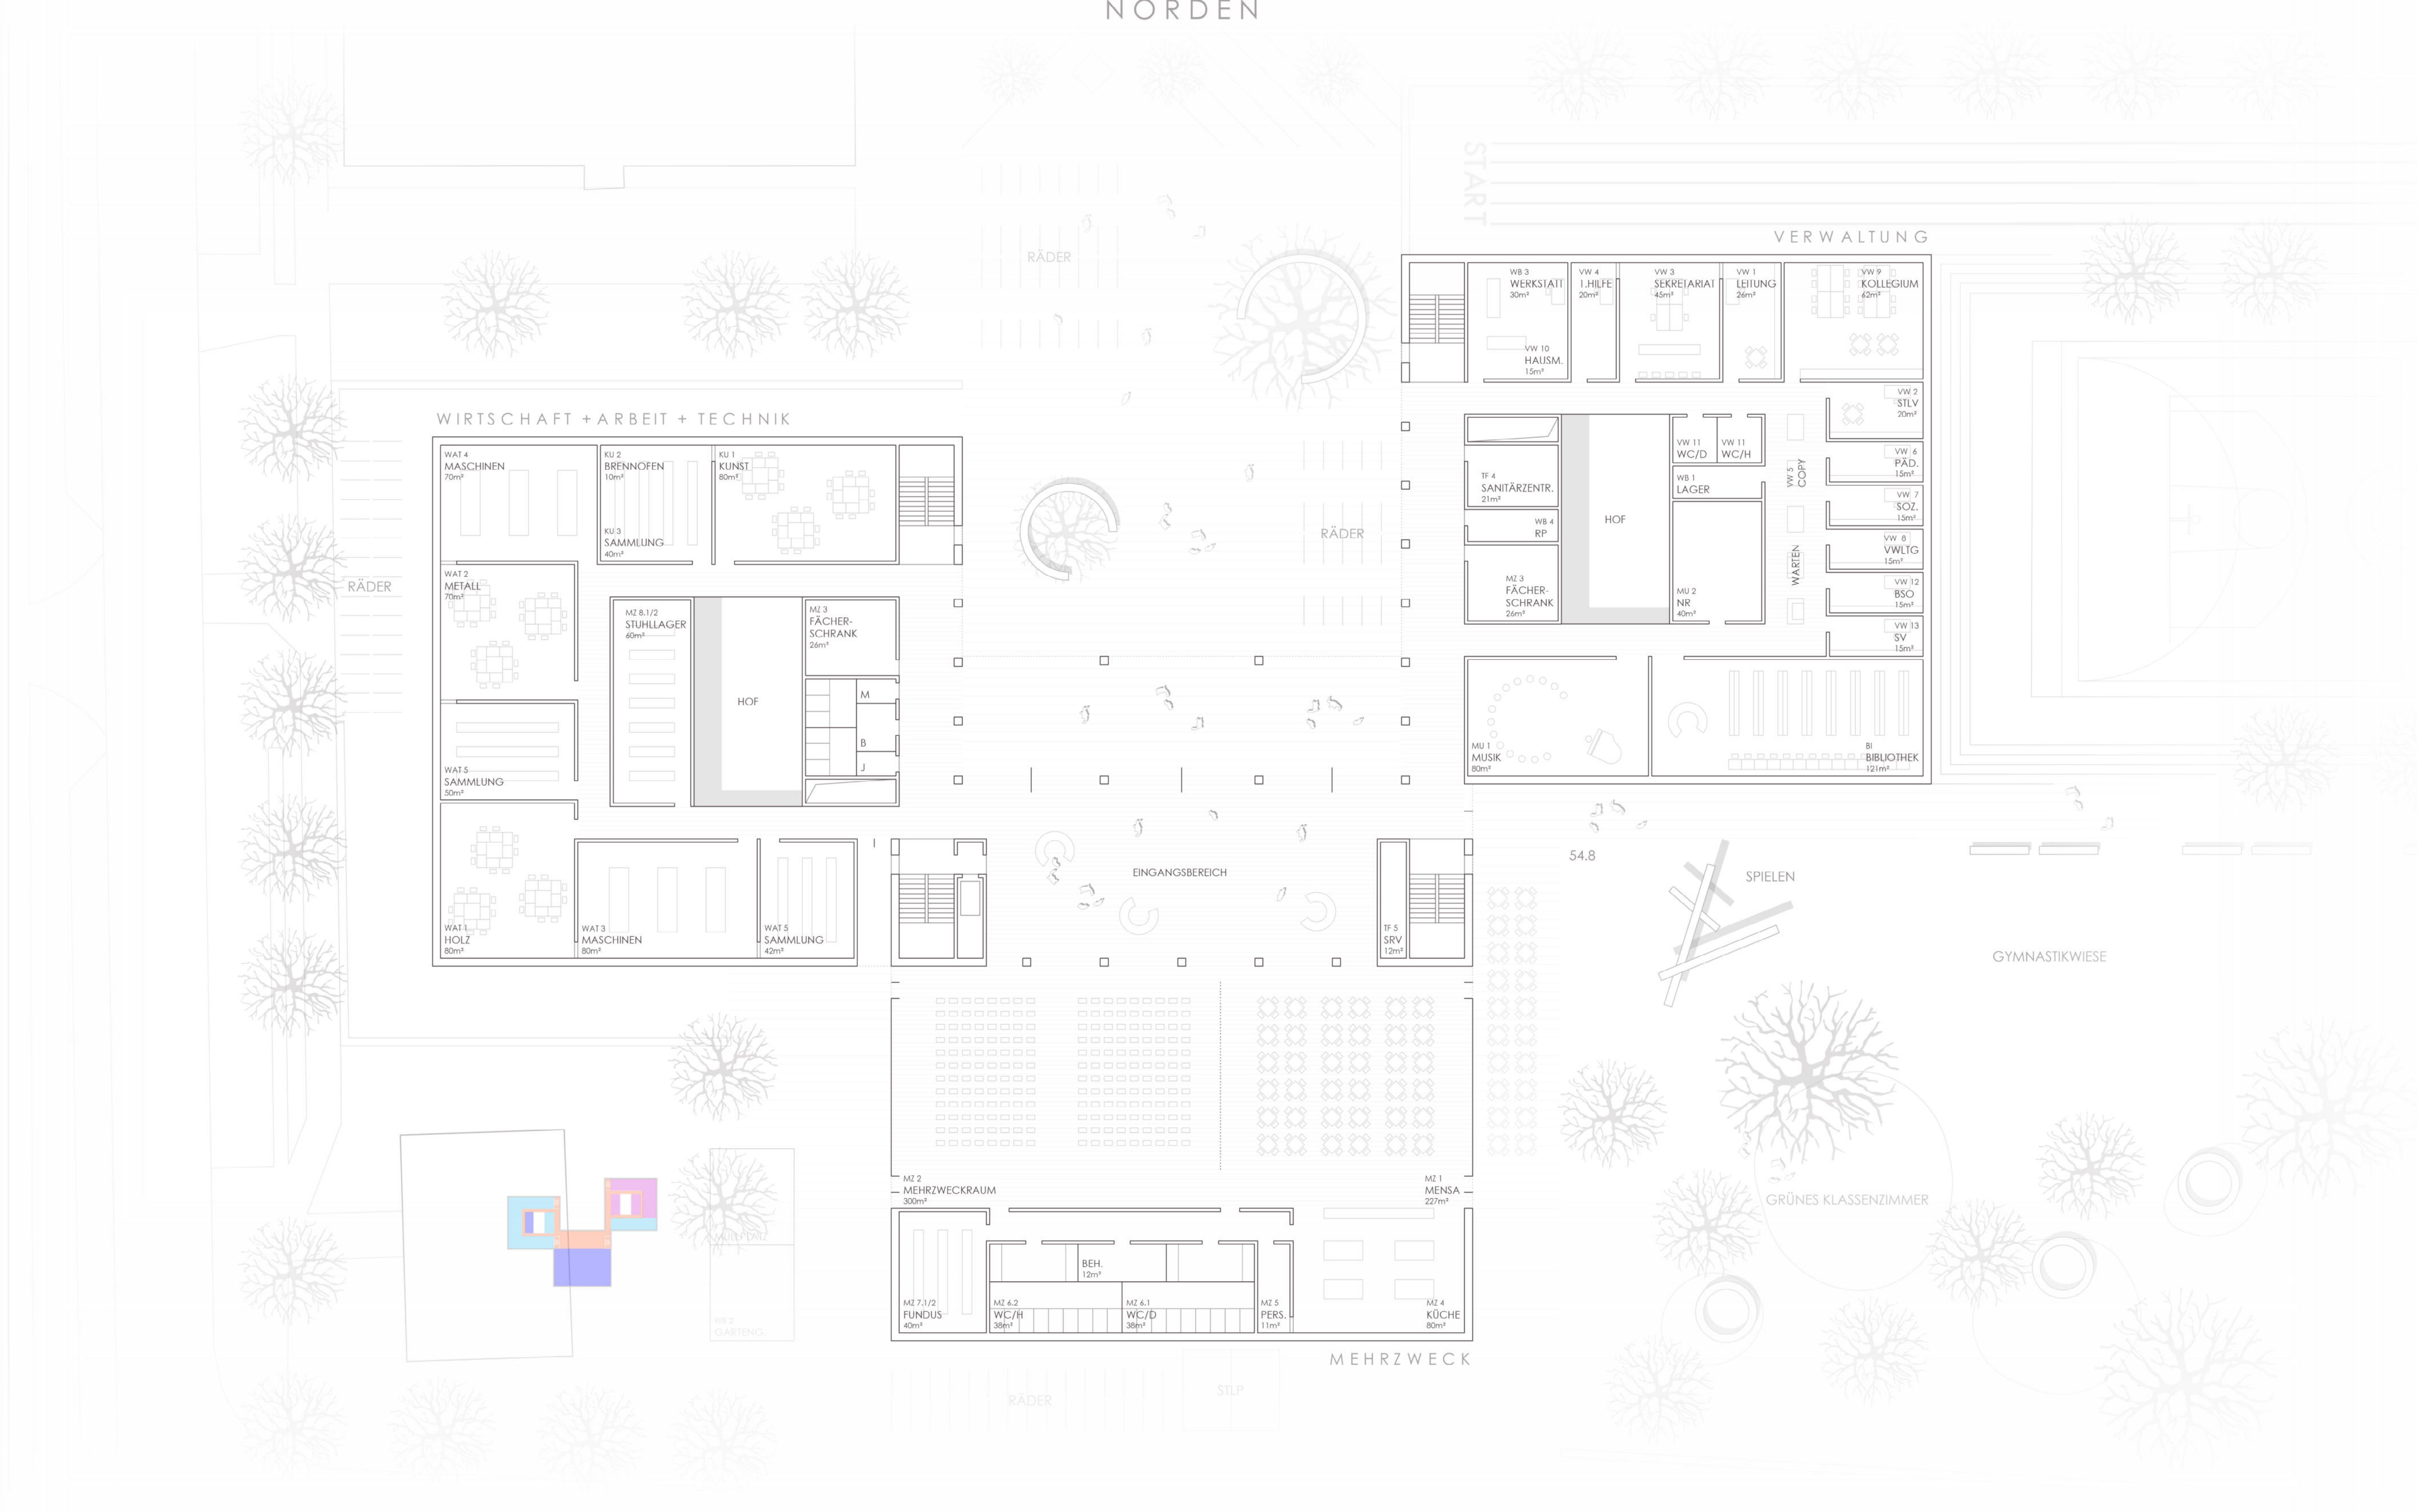 NORDEN
START
RÄDER
VERWALTUNG
WB 3
WERKSTATT
30m²
VW 10
HAUSM.
15m²
VW 4
1.HILFE
20m²
VW 3
SEKRETARIAT
45m²
VW 1
LEITUNG
26m²
VW 9
KOLLEGIUM
62m²
VW 2
STLV
20m²
VW 6
PÄD.
15m²
VW 7
SOZ.
15m²
VW 8
VWLTG
15m²
VW 12
BSO
15m²
VW 13
SV
15m²
VW 11
WC/D
VW 11
WC/H
WB 1
LAGER
VW 5
COPY
WARTEN
TF 4
SANITÄRZENTR.
21m²
WB 4
RP
MZ 3
FÄCHER-
SCHRANK
26m²
HOF
MU 2
NR
40m²
MU 1
MUSIK
80m²
BI
BIBLIOTHEK
121m²
RÄDER
WIRTSCHAFT + ARBEIT + TECHNIK
WAT 4
MASCHINEN
70m²
KU 2
BRENNOFEN
10m²
KU 3
SAMMLUNG
40m²
KU 1
KUNST
80m²
RÄDER
WAT 2
METALL
70m²
MZ 8.1/2
STUHLLAGER
60m²
HOF
MZ 3
FÄCHER-
SCHRANK
26m²
M
B
J
WAT 5
SAMMLUNG
50m²
WAT 1
HOLZ
80m²
WAT 3
MASCHINEN
80m²
WAT 5
SAMMLUNG
42m²
EINGANGSBEREICH
TF 5
SRV
12m²
54.8
SPIELEN
GYMNASTIKWIESE
GRÜNES KLASSENZIMMER
MZ 2
MEHRZWECKRAUM
300m²
MZ 1
MENSA
227m²
BEH.
12m²
MZ 7.1/2
FUNDUS
40m²
MZ 6.2
WC/H
38m²
MZ 6.1
WC/D
38m²
MZ 5
PERS.
11m²
MZ 4
KÜCHE
80m²
MEHRZWECK
MÜLLPLATZ
WB 2
GARTENG.
RÄDER
STLP